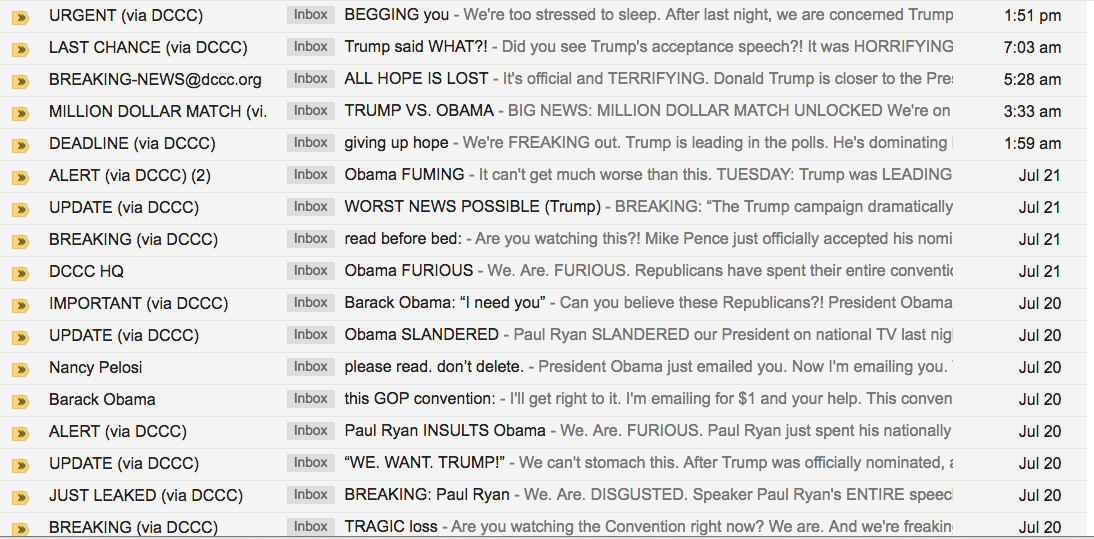 URGENT (via DCCC) Inbox BEGGING you - We're too stressed to sleep. After last night, we are concerned Trump 1:51 pm
LAST CHANCE (via DCCC) Inbox Trump said WHAT?! - Did you see Trump's acceptance speech?! It was HORRIFYING 7:03 am
BREAKING-NEWS@dccc.org Inbox ALL HOPE IS LOST - It's official and TERRIFYING. Donald Trump is closer to the Pres 5:28 am
MILLION DOLLAR MATCH (vi. Inbox TRUMP VS. OBAMA - BIG NEWS: MILLION DOLLAR MATCH UNLOCKED We're on 3:33 am
DEADLINE (via DCCC) Inbox giving up hope - We're FREAKING out. Trump is leading in the polls. He's dominating i 1:59 am
ALERT (via DCCC) (2) Inbox Obama FUMING - It can't get much worse than this. TUESDAY: Trump was LEADING Jul 21
UPDATE (via DCCC) Inbox WORST NEWS POSSIBLE (Trump) - BREAKING: “The Trump campaign dramatically Jul 21
BREAKING (via DCCC) Inbox read before bed: - Are you watching this?! Mike Pence just officially accepted his nomi Jul 21
DCCC HQ Inbox Obama FURIOUS - We. Are. FURIOUS. Republicans have spent their entire conventic Jul 21
IMPORTANT (via DCCC) Inbox Barack Obama: “I need you” - Can you believe these Republicans?! President Obama Jul 20
UPDATE (via DCCC) Inbox Obama SLANDERED - Paul Ryan SLANDERED our President on national TV last nig Jul 20
Nancy Pelosi Inbox please read. don’t delete. - President Obama just emailed you. Now I'm emailing you. Jul 20
Barack Obama Inbox this GOP convention: - I'll get right to it. I'm emailing for $1 and your help. This conven Jul 20
ALERT (via DCCC) Inbox Paul Ryan INSULTS Obama - We. Are. FURIOUS. Paul Ryan just spent his nationally Jul 20
UPDATE (via DCCC) Inbox “WE. WANT. TRUMP!” - We can't stomach this. After Trump was officially nominated, a Jul 20
JUST LEAKED (via DCCC) Inbox BREAKING: Paul Ryan - We. Are. DISGUSTED. Speaker Paul Ryan's ENTIRE speec Jul 20
BREAKING (via DCCC) Inbox TRAGIC loss - Are you watching the Convention right now? We are. And we're freakin Jul 20